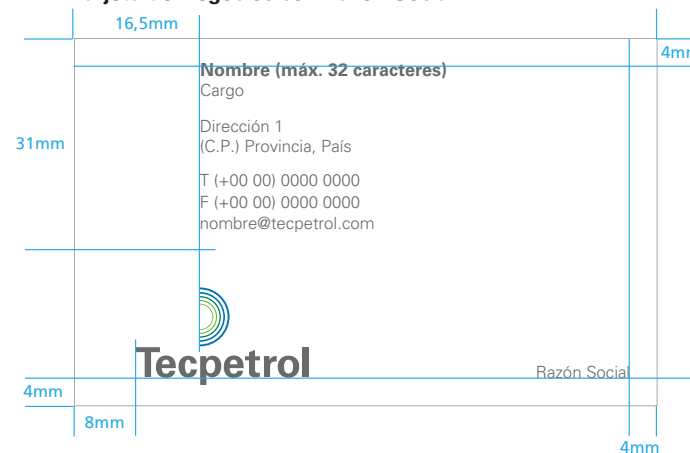 16,5mm
4mm
Nombre (máx. 32 caracteres)
Cargo
Dirección 1
31mm
(C.P.) Provincia, País
T (+00 00) 0000 0000
F (+00 00) 0000 0000
nombre@tecpetrol.com
Tecpetrol
Razón Social
4mm
8mm
4mm